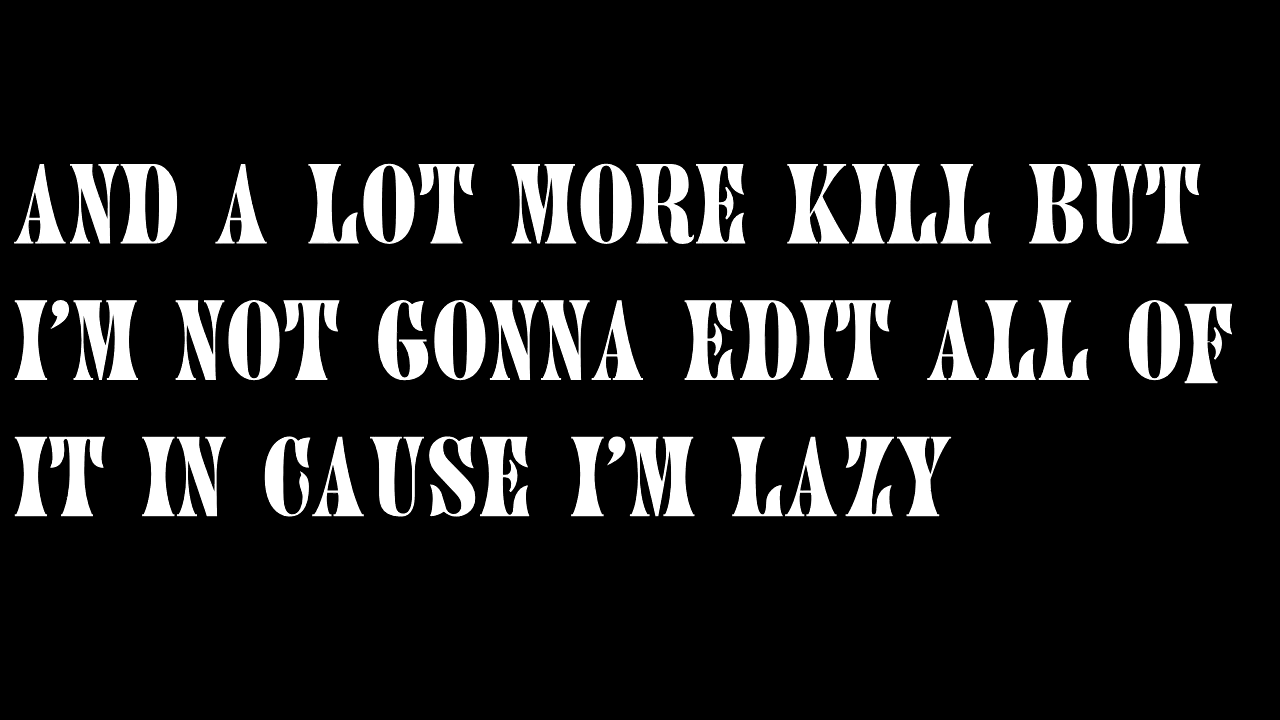 AND A LOT MORE KILL BUT
I'M NOT GONNA EDIT ALL OF
IT IN CAUSE I'M LAZY